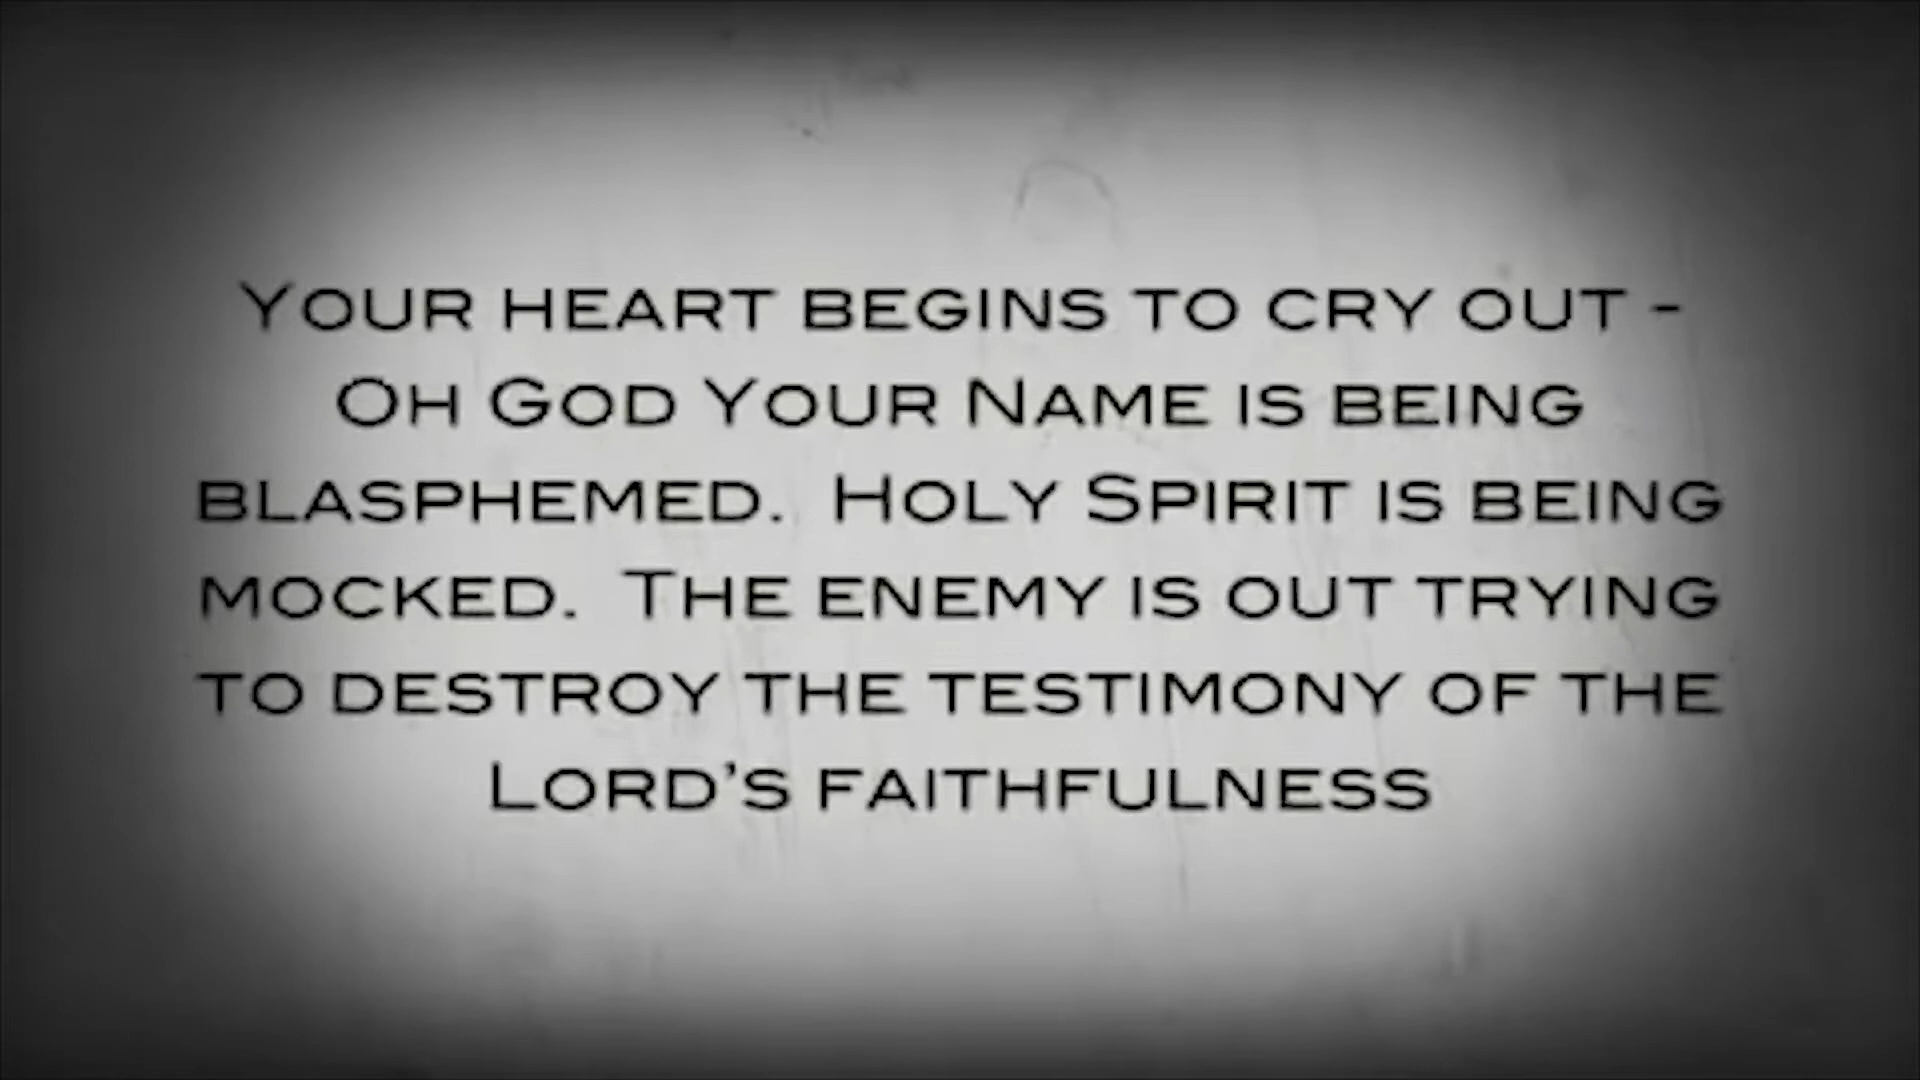 Your heart begins to cry out -
Oh God Your Name is being
blasphemed.  Holy Spirit is being
mocked.  The enemy is out trying
to destroy the testimony of the
Lord's faithfulness